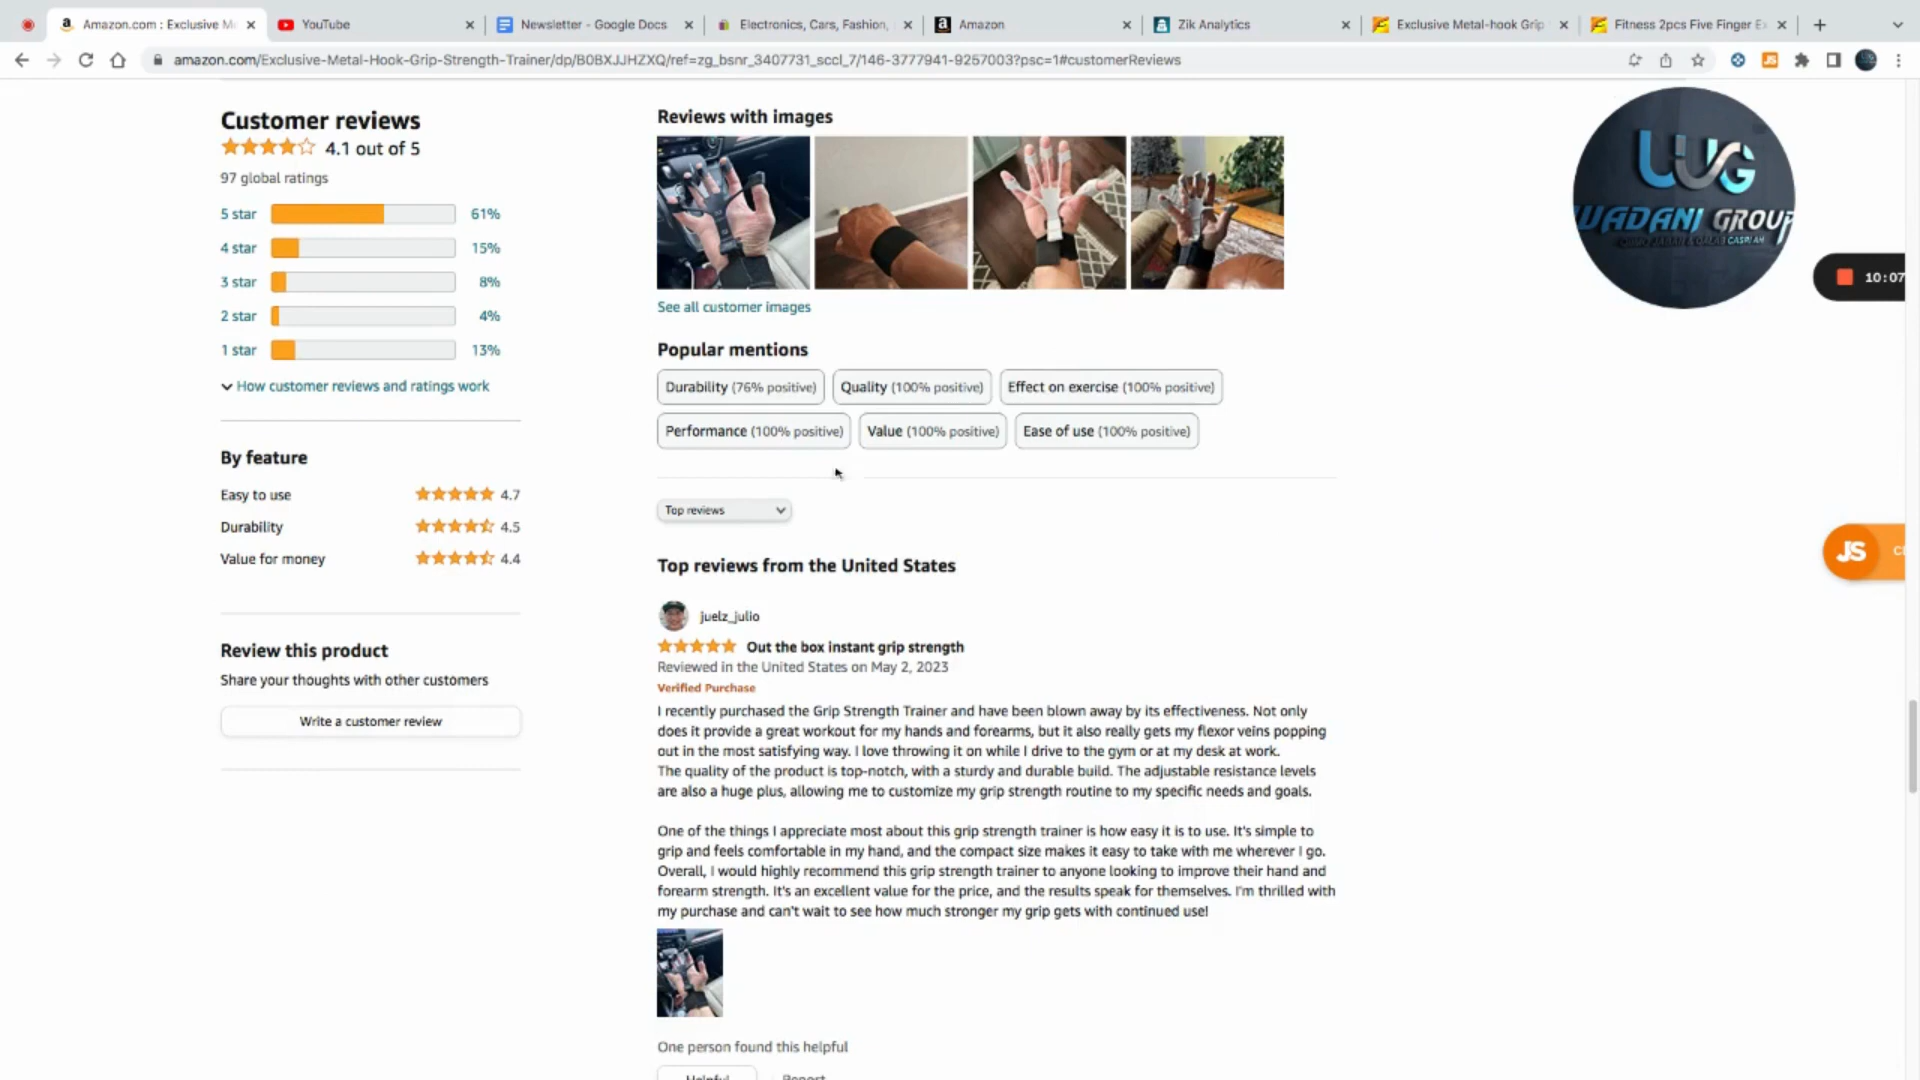 Amazon.com : Exclusive M
YouTube
Newsletter - Google Docs
Electronics, Cars, Fashion,
Amazon
Zik Analytics
Exclusive Metal-hook Grip
Fitness 2pcs Five Finger Ex
amazon.com/Exclusive-Metal-Hook-Grip-Strength-Trainer/dp/B0BXJJHZXQ/ref=zg_bsnr_3407731_sccl_7/146-3777941-9257003?psc=1#customerReviews
Customer reviews
4.1 out of 5
97 global ratings
5 star 61%
4 star 15%
3 star 8%
2 star 4%
1 star 13%
How customer reviews and ratings work
By feature
Easy to use 4.7
Durability 4.5
Value for money 4.4
Review this product
Share your thoughts with other customers
Write a customer review
Reviews with images
See all customer images
Popular mentions
Durability (76% positive) Quality (100% positive) Effect on exercise (100% positive)
Performance (100% positive) Value (100% positive) Ease of use (100% positive)
Top reviews
Top reviews from the United States
juelz_julio
Out the box instant grip strength
Reviewed in the United States on May 2, 2023
Verified Purchase
I recently purchased the Grip Strength Trainer and have been blown away by its effectiveness. Not only
does it provide a great workout for my hands and forearms, but it also really gets my flexor veins popping
out in the most satisfying way. I love throwing it on while I drive to the gym or at my desk at work.
The quality of the product is top-notch, with a sturdy and durable build. The adjustable resistance levels
are also a huge plus, allowing me to customize my grip strength routine to my specific needs and goals.
One of the things I appreciate most about this grip strength trainer is how easy it is to use. It's simple to
grip and feels comfortable in my hand, and the compact size makes it easy to take with me wherever I go.
Overall, I would highly recommend this grip strength trainer to anyone looking to improve their hand and
forearm strength. It's an excellent value for the price, and the results speak for themselves. I'm thrilled with
my purchase and can't wait to see how much stronger my grip gets with continued use!
One person found this helpful
Helpful
Report
WADANI GROUP
10:07
JS